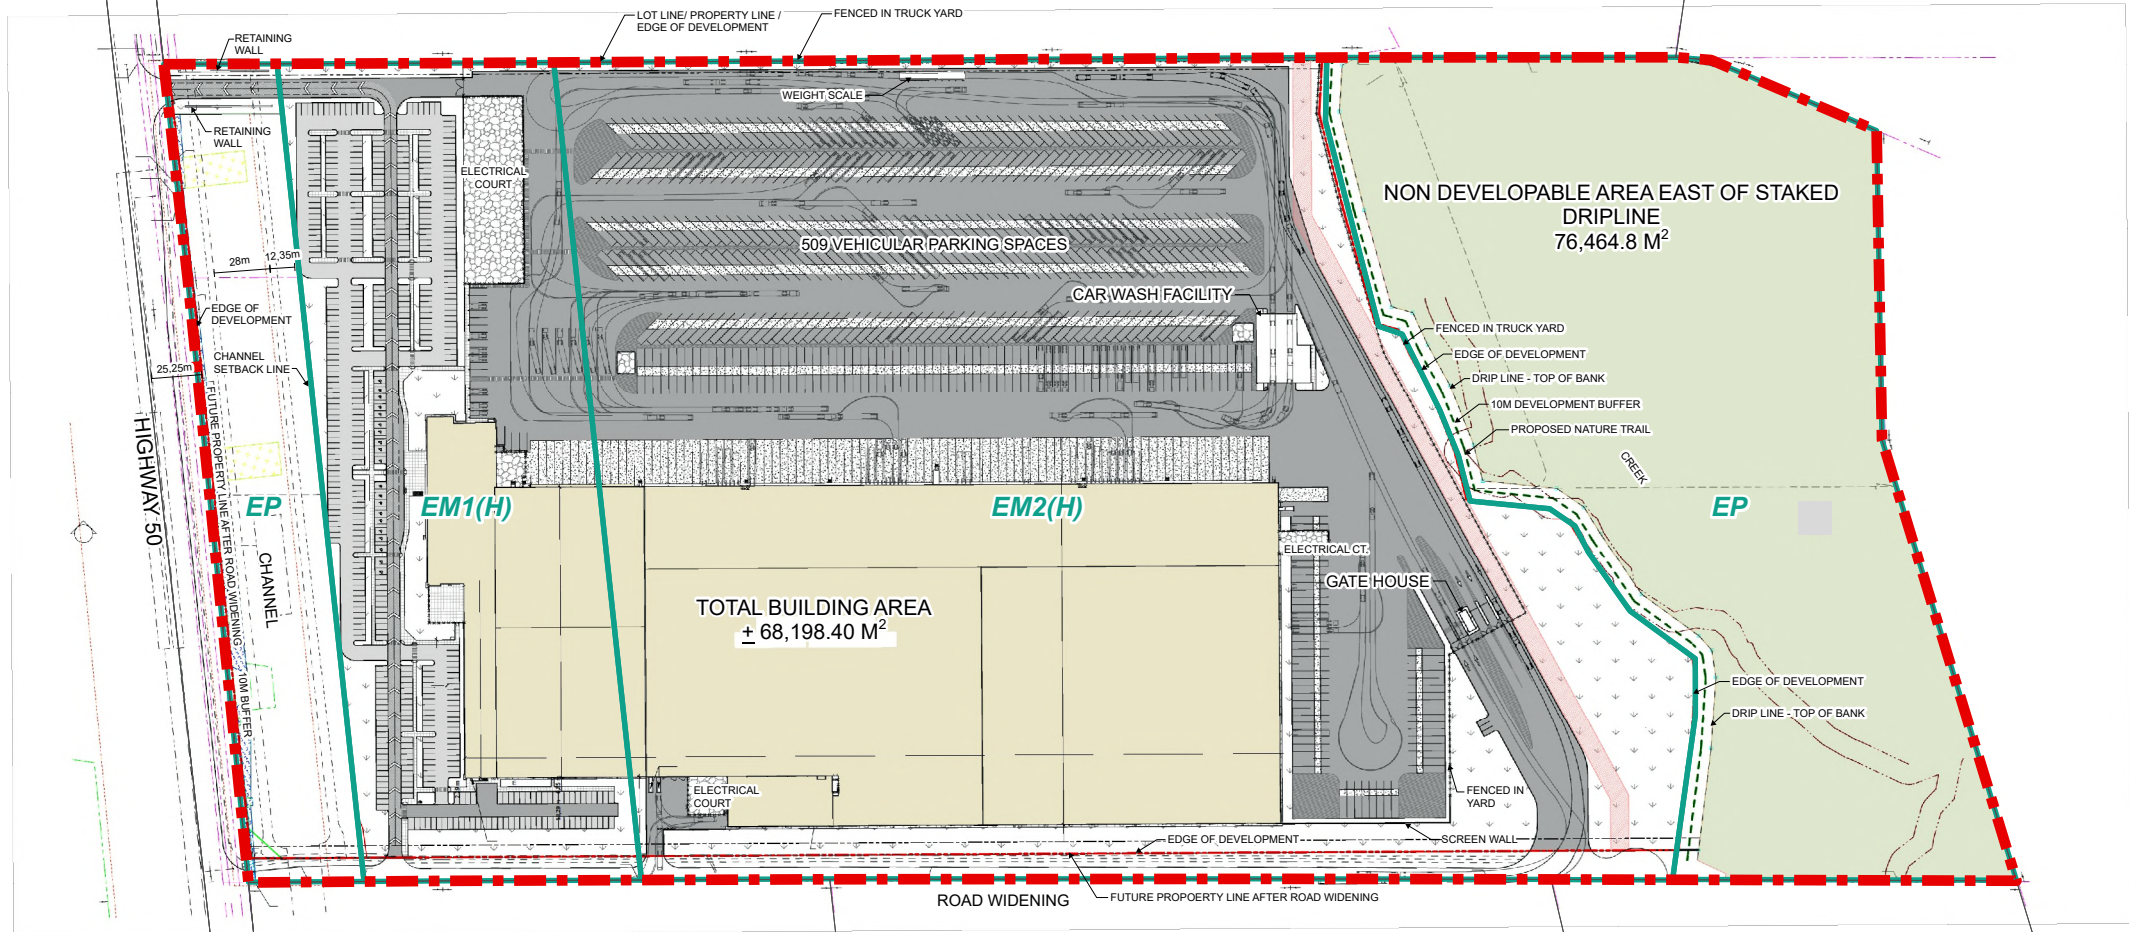 LOT LINE/ PROPERTY LINE /
EDGE OF DEVELOPMENT
FENCED IN TRUCK YARD
RETAINING
WALL
WEIGHT SCALE
RETAINING
WALL
ELECTRICAL
COURT
NON DEVELOPABLE AREA EAST OF STAKED
DRIPLINE
76,464.8 M2
509 VEHICULAR PARKING SPACES
28m
12,35m
CAR WASH FACILITY
EDGE OF
DEVELOPMENT
FENCED IN TRUCK YARD
CHANNEL
SETBACK LINE
25,25m
EDGE OF DEVELOPMENT
DRIP LINE - TOP OF BANK
10M DEVELOPMENT BUFFER
PROPOSED NATURE TRAIL
CREEK
HIGHWAY 50
FUTURE PROPERTY LINE AFTER ROAD WIDENING
EP
EM1(H)
EM2(H)
EP
CHANNEL
ELECTRICAL CT.
GATE HOUSE
TOTAL BUILDING AREA
± 68,198.40 M2
10M BUFFER
EDGE OF DEVELOPMENT
DRIP LINE - TOP OF BANK
ELECTRICAL
COURT
FENCED IN
YARD
EDGE OF DEVELOPMENT
SCREEN WALL
ROAD WIDENING
FUTURE PROPOERTY LINE AFTER ROAD WIDENING